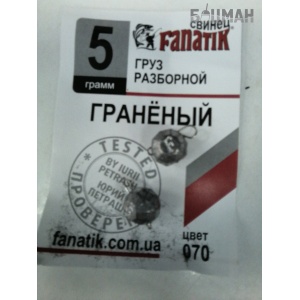 БОЦМАН
5
грамм
свинец
FANATIK
ГРУЗ
РАЗБОРНОЙ
ГРАНЁНЫЙ
TESTED
BY IURII
PETRASH
ЮРИЙ
ПЕТРАШ
ПРОВЕРЕНО
fanatik.com.ua
цвет
070